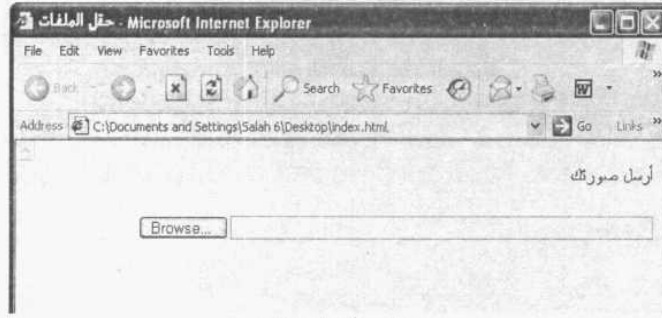 حقل الملفات - Microsoft Internet Explorer
File Edit View Favorites Tools Help
Back Search Favorites
Address C:\Documents and Settings\Salah 6\Desktop\index.html Go Links »
أرسل صورتك
Browse...